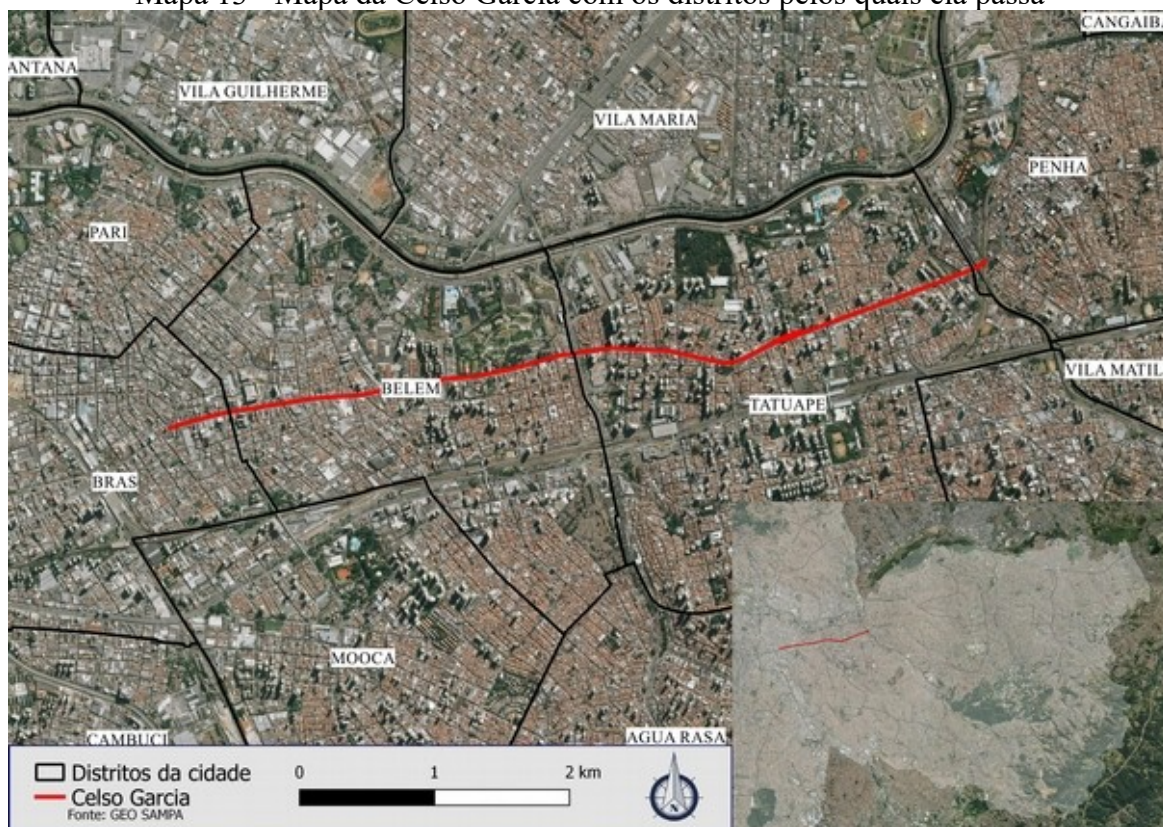 Mapa 15 - Mapa da Celso Garcia com os distritos pelos quais ela passa
CANGAIBA
ANTANA
VILA GUILHERME
VILA MARIA
PENHA
PARI
VILA MATIL
BELEM
TATUAPE
BRAS
MOOCA
CAMBUCI
AGUA RASA
Distritos da cidade
Celso Garcia
Fonte: GEO SAMPA
0 1 2 km
N